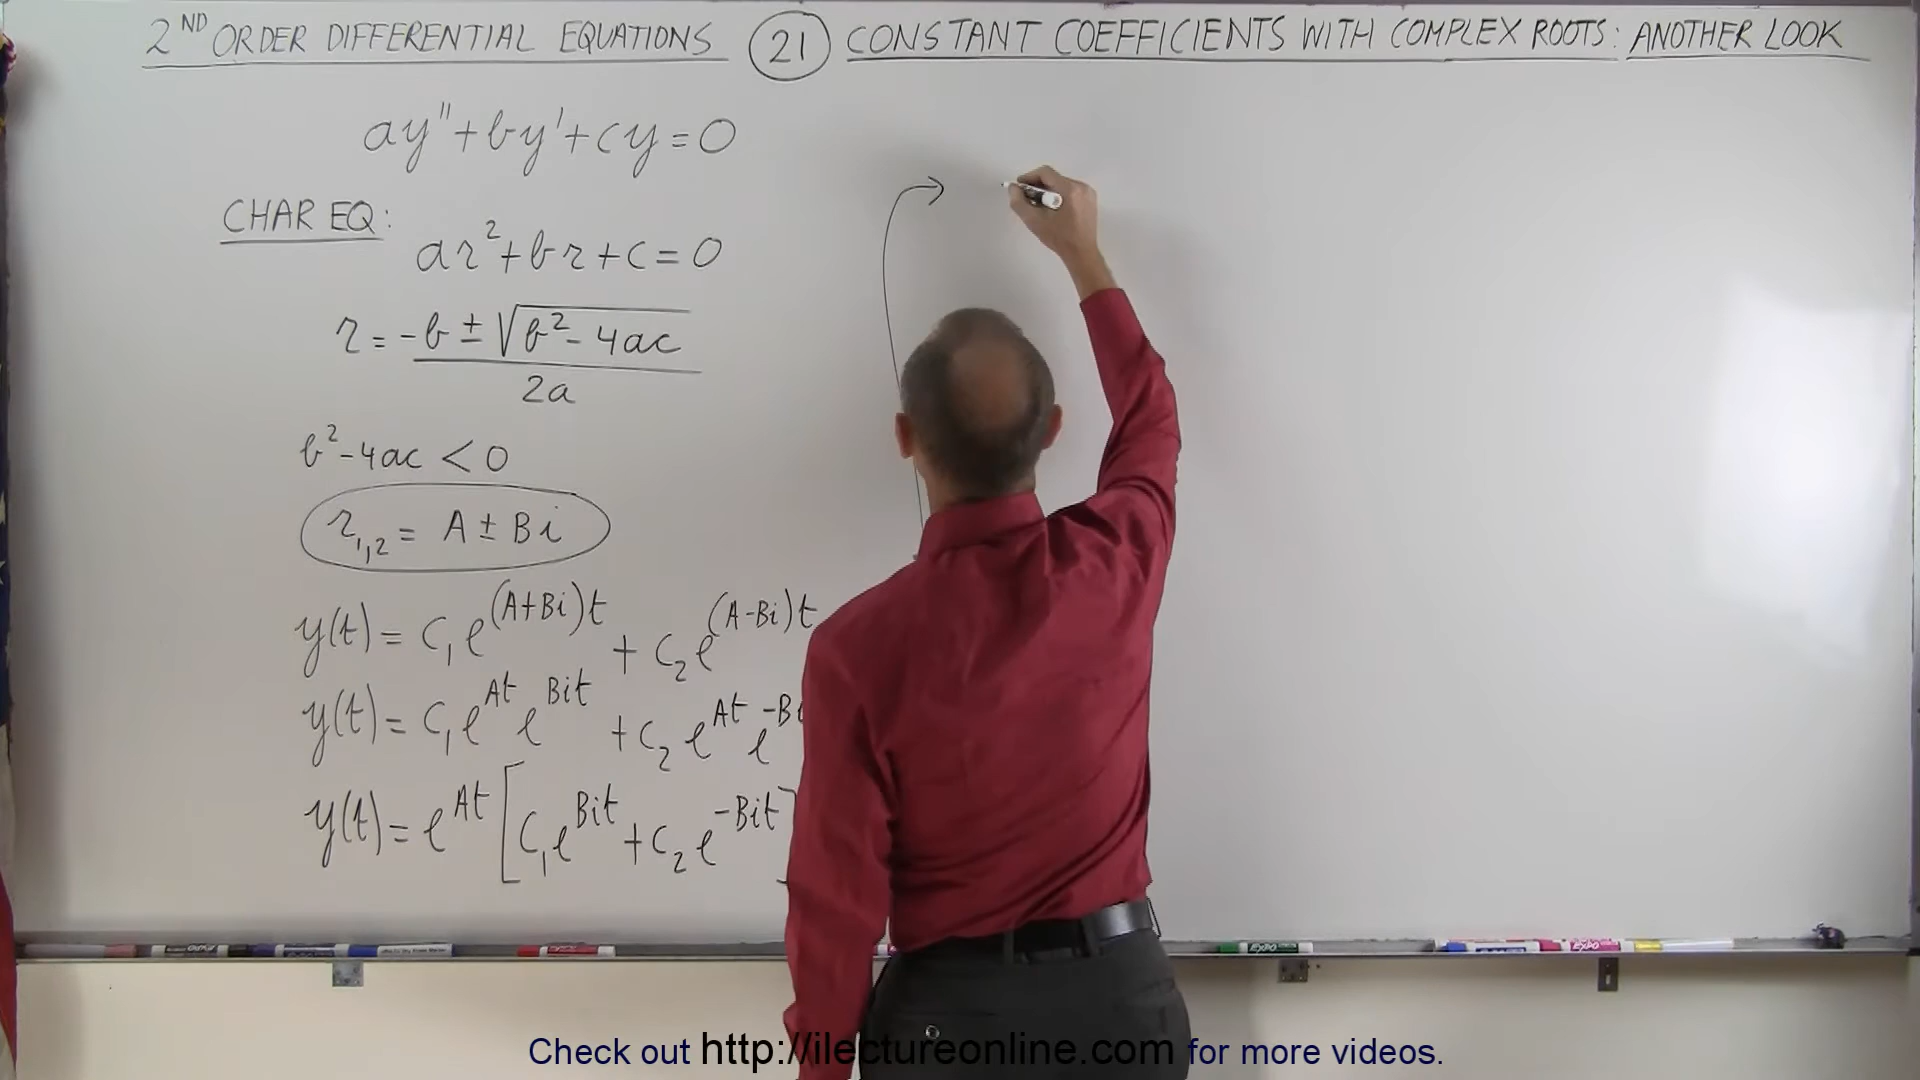 2ND ORDER DIFFERENTIAL EQUATIONS 21 CONSTANT COEFFICIENTS WITH COMPLEX ROOTS: ANOTHER LOOK
ay″+by′+cy=0
CHAR EQ:
ar²+br+c=0
r = -b ± √(b²-4ac) / 2a
b²-4ac < 0
r₁,₂ = A ± Bi
y(t) = C₁e^(A+Bi)t + C₂e^(A-Bi)t
y(t) = C₁e^At e^Bit + C₂e^At e^-Bi
y(t) = e^At [C₁e^Bit + C₂e^-Bit]
EXPO EXPO
Check out http://ilectureonline.com for more videos.